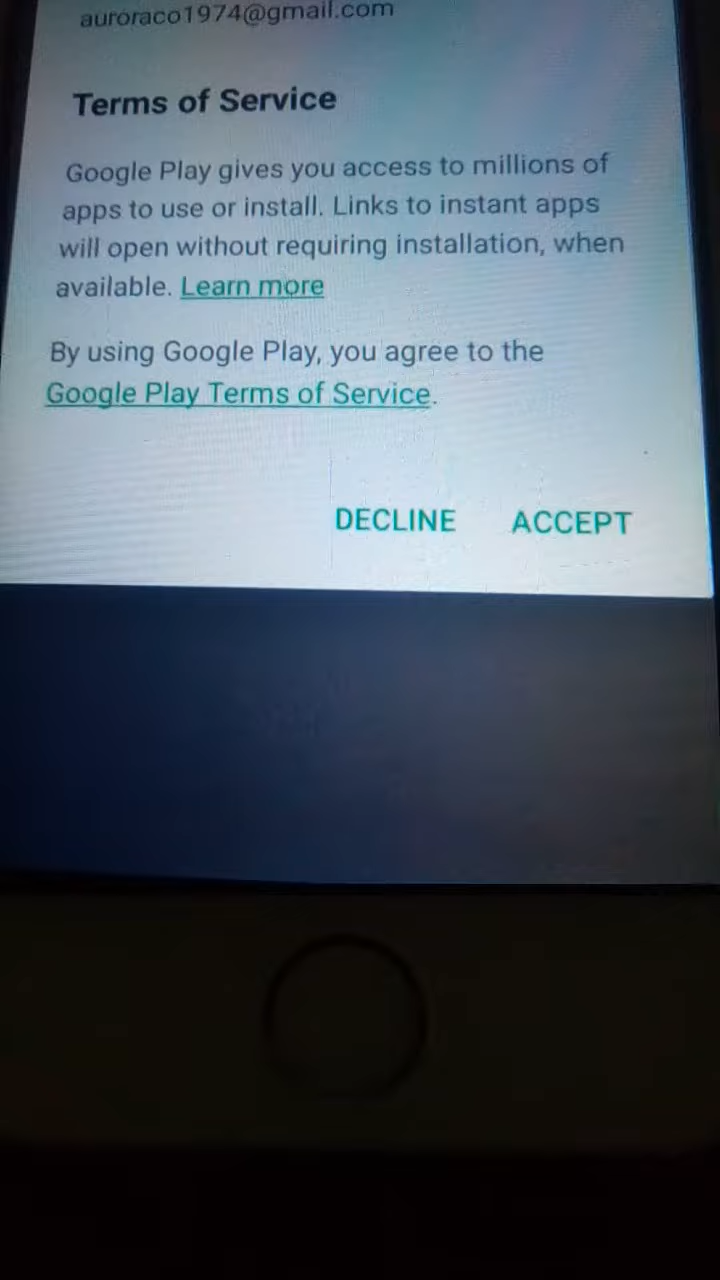 auroraco1974@gmail.com
Terms of Service
Google Play gives you access to millions of
apps to use or install. Links to instant apps
will open without requiring installation, when
available. Learn more
By using Google Play, you agree to the
Google Play Terms of Service.
DECLINE ACCEPT